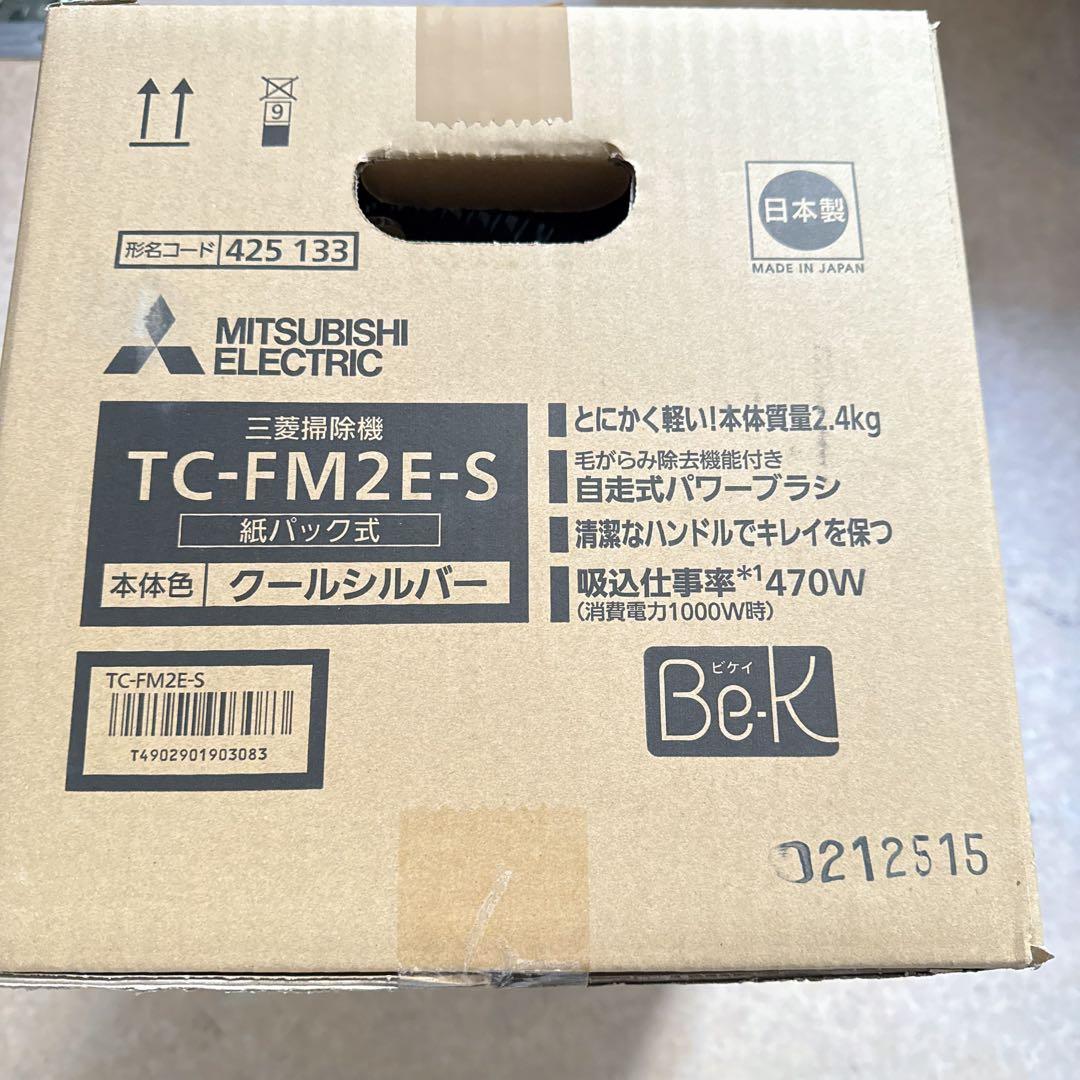 9
日本製
MADE IN JAPAN
形名コード 425 133
MITSUBISHI
ELECTRIC
三菱掃除機
TC-FM2E-S
紙パック式
本体色 クールシルバー
とにかく軽い!本体質量2.4kg
毛がらみ除去機能付き
自走式パワーブラシ
清潔なハンドルでキレイを保つ
吸込仕事率*1470W
(消費電力1000W時)
TC-FM2E-S
T4902901903083
ビケイ
Be-K
0212515